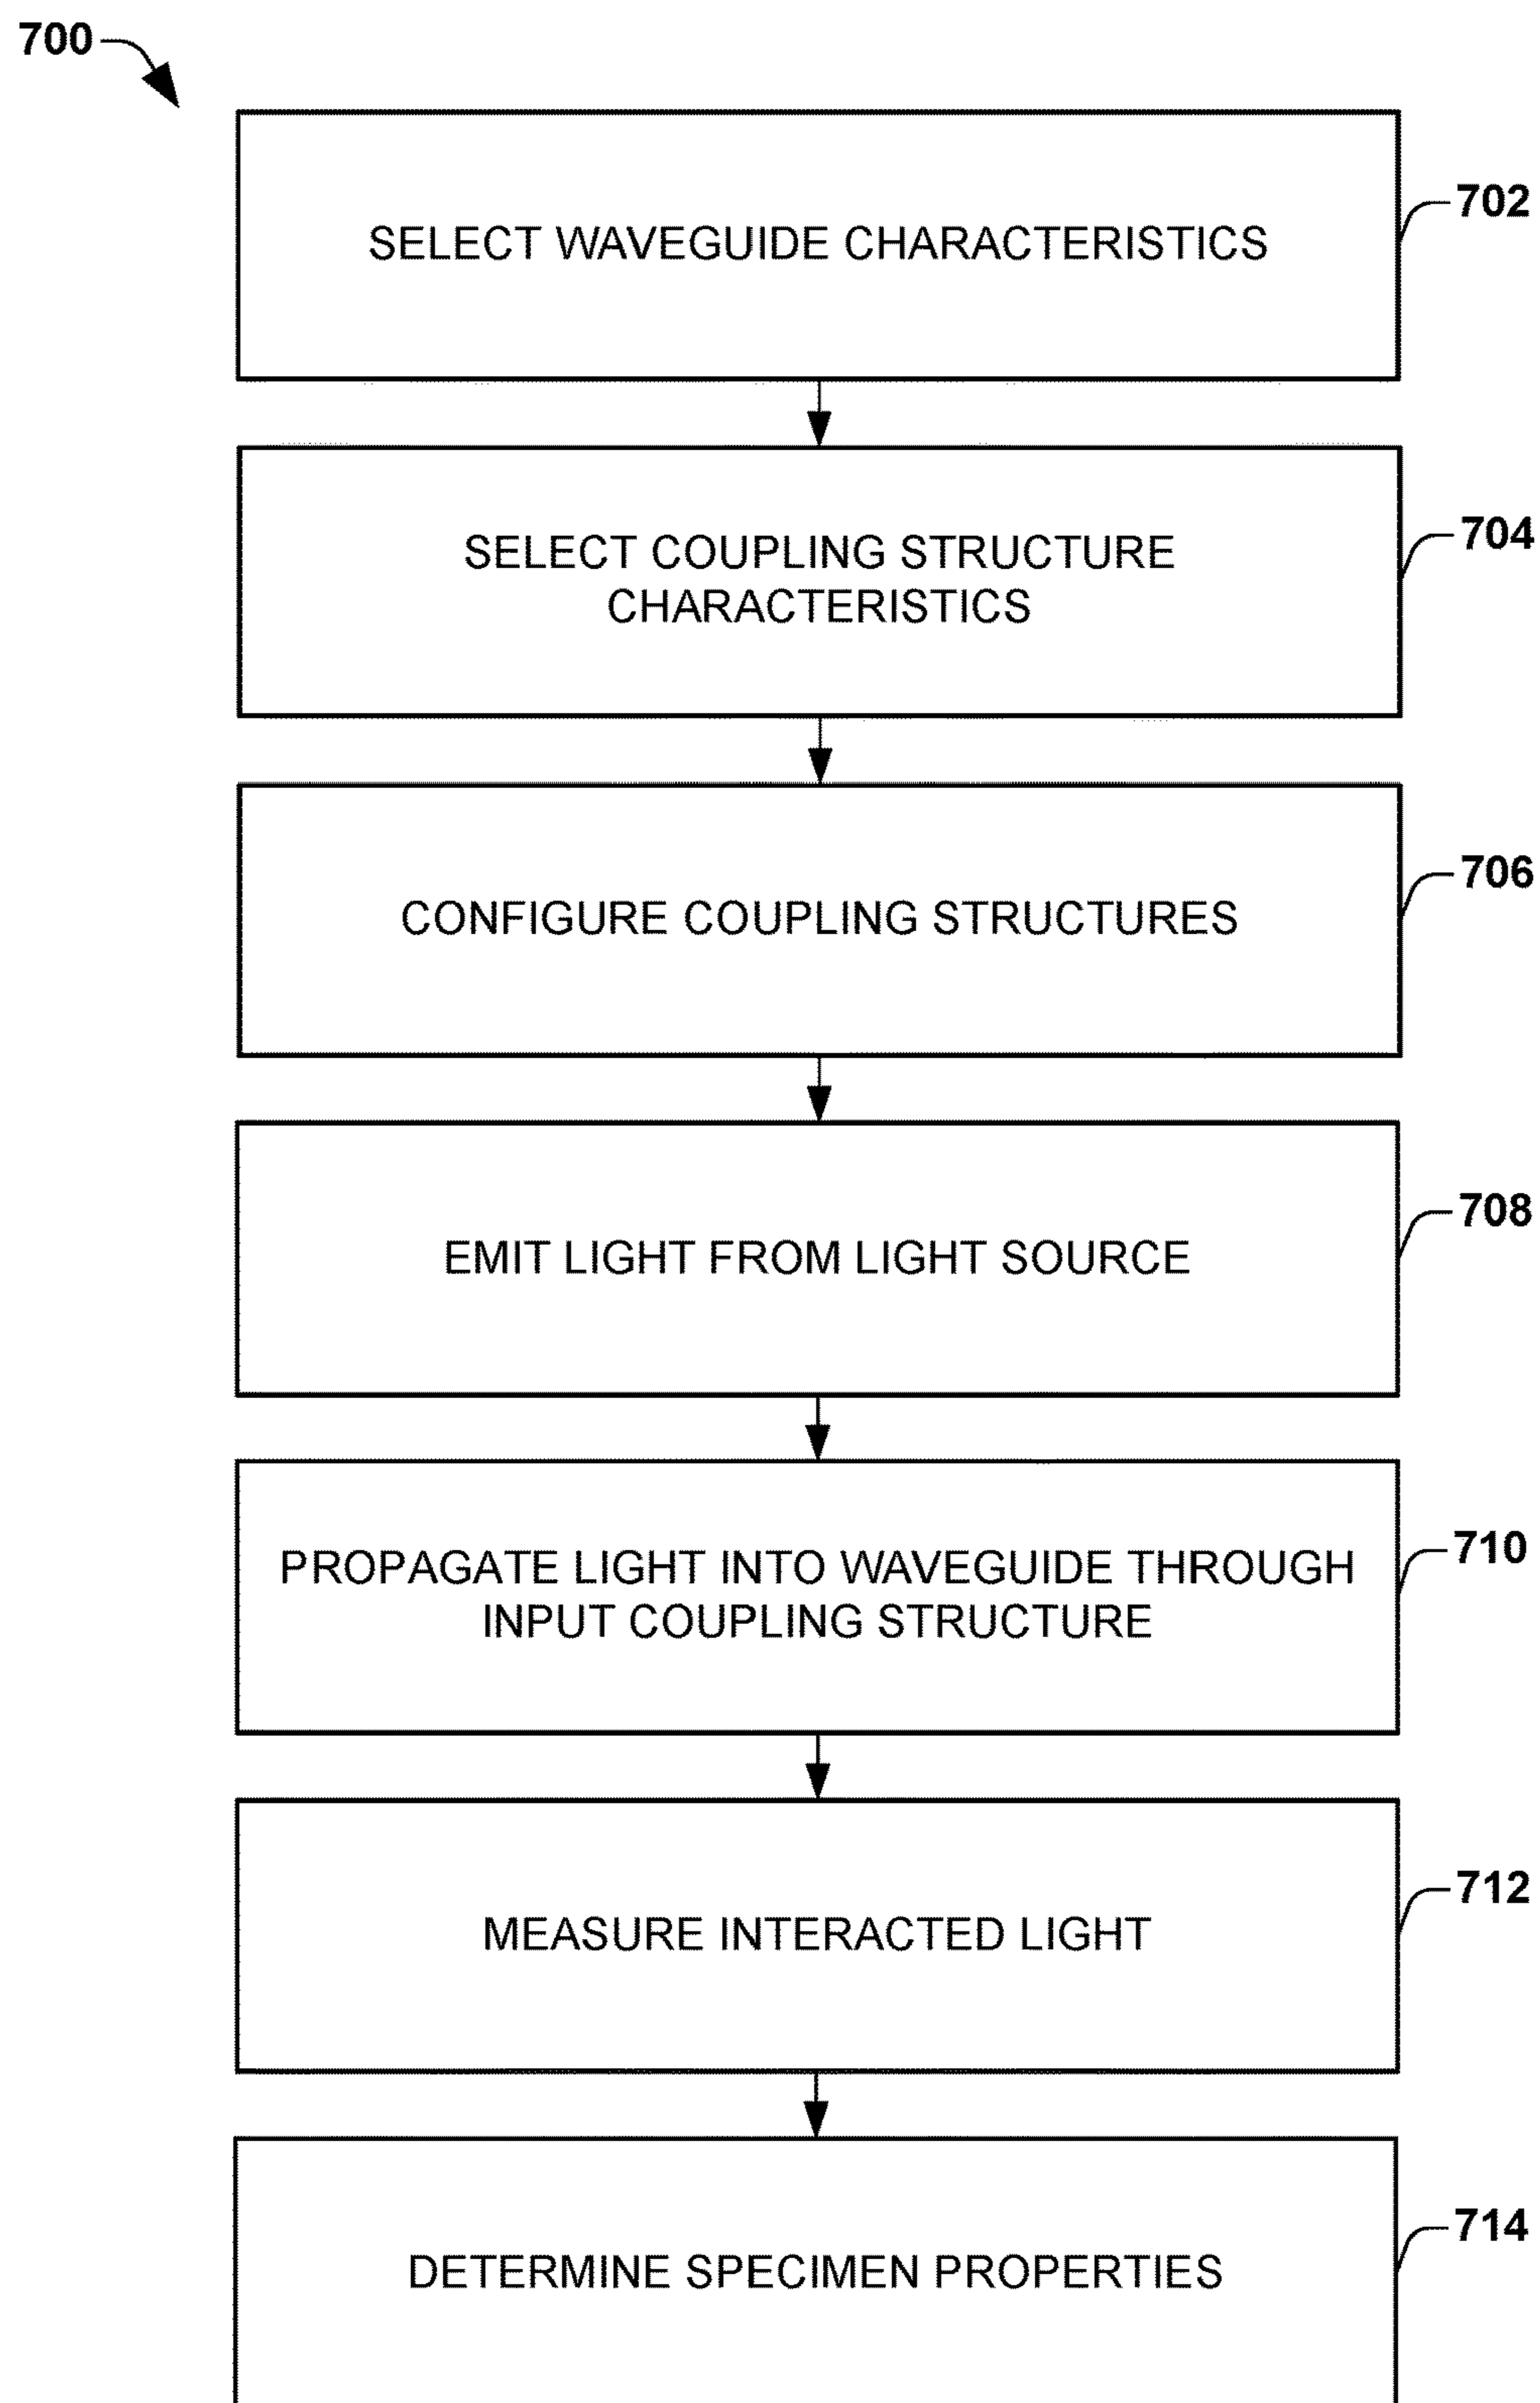 700
SELECT WAVEGUIDE CHARACTERISTICS
702
SELECT COUPLING STRUCTURE
CHARACTERISTICS
704
CONFIGURE COUPLING STRUCTURES
706
EMIT LIGHT FROM LIGHT SOURCE
708
PROPAGATE LIGHT INTO WAVEGUIDE THROUGH
INPUT COUPLING STRUCTURE
710
MEASURE INTERACTED LIGHT
712
DETERMINE SPECIMEN PROPERTIES
714